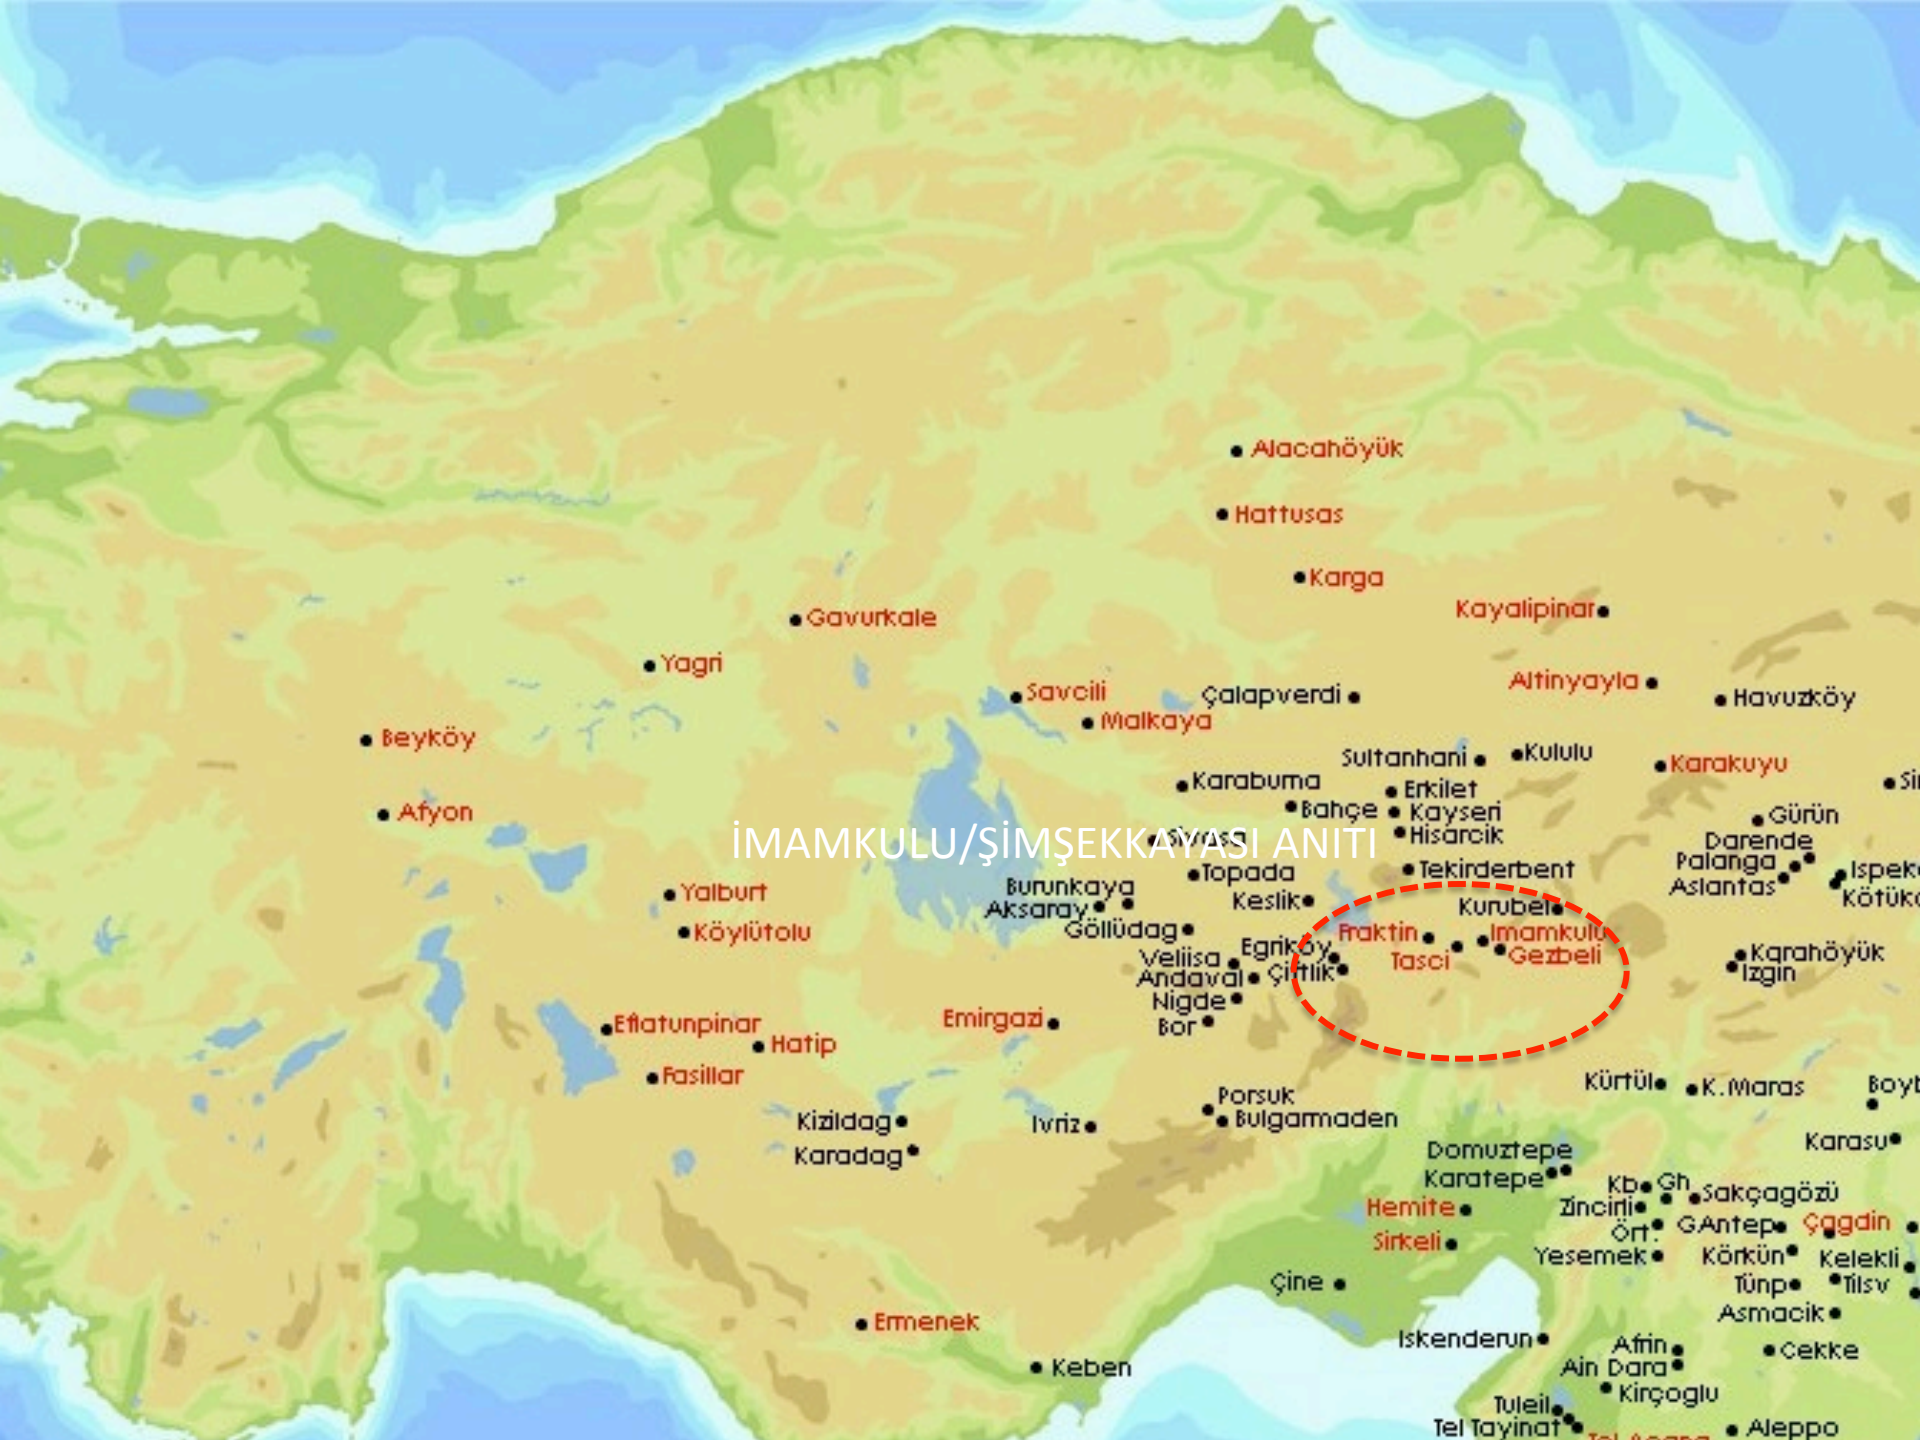 Alacahöyük
Hattusas
Karga
Kayalipinar
Gavurkale
Yagri
Altinyayla
Savcili
Çalapverdi
Havuzköy
Malkaya
Beyköy
Sultanhani
Kululu
Karakuyu
Karaburna
Erkilet
Bahçe
Kayseri
Afyon
Gürün
Hisarcik
İMAMKULU/ŞİMŞEKKAYASI ANITI
Darende
Palanga
Tekirderbent
Topada
Aslantas
Burunkaya
Yalburt
Keslik
Kurubel
Aksaray
Göllüdag
Köylütolu
Fraktin
Imamkulu
Egriköy
Tasci
Gezbeli
Karahöyük
Veliisa
Çiftlik
Izgin
Andaval
Nigde
Emirgazi
Bor
Eflatunpinar
Hatip
Fasillar
Kürtül
K.Maras
Porsuk
Bulgarmaden
Kizildag
Ivriz
Karasu
Karadag
Domuztepe
Karatepe
Kb
Gh
Sakçagözü
Hemite
Zincirli
GAntep
Çagdin
Ört.
Sirkeli
Yesemek
Körkün
Kelekli
Çine
Tünp
Tilsv
Asmacik
Ermenek
Iskenderun
Afrin
Cekke
Keben
Ain Dara
Kirçoglu
Tuleil
Tel Tayinat
Aleppo